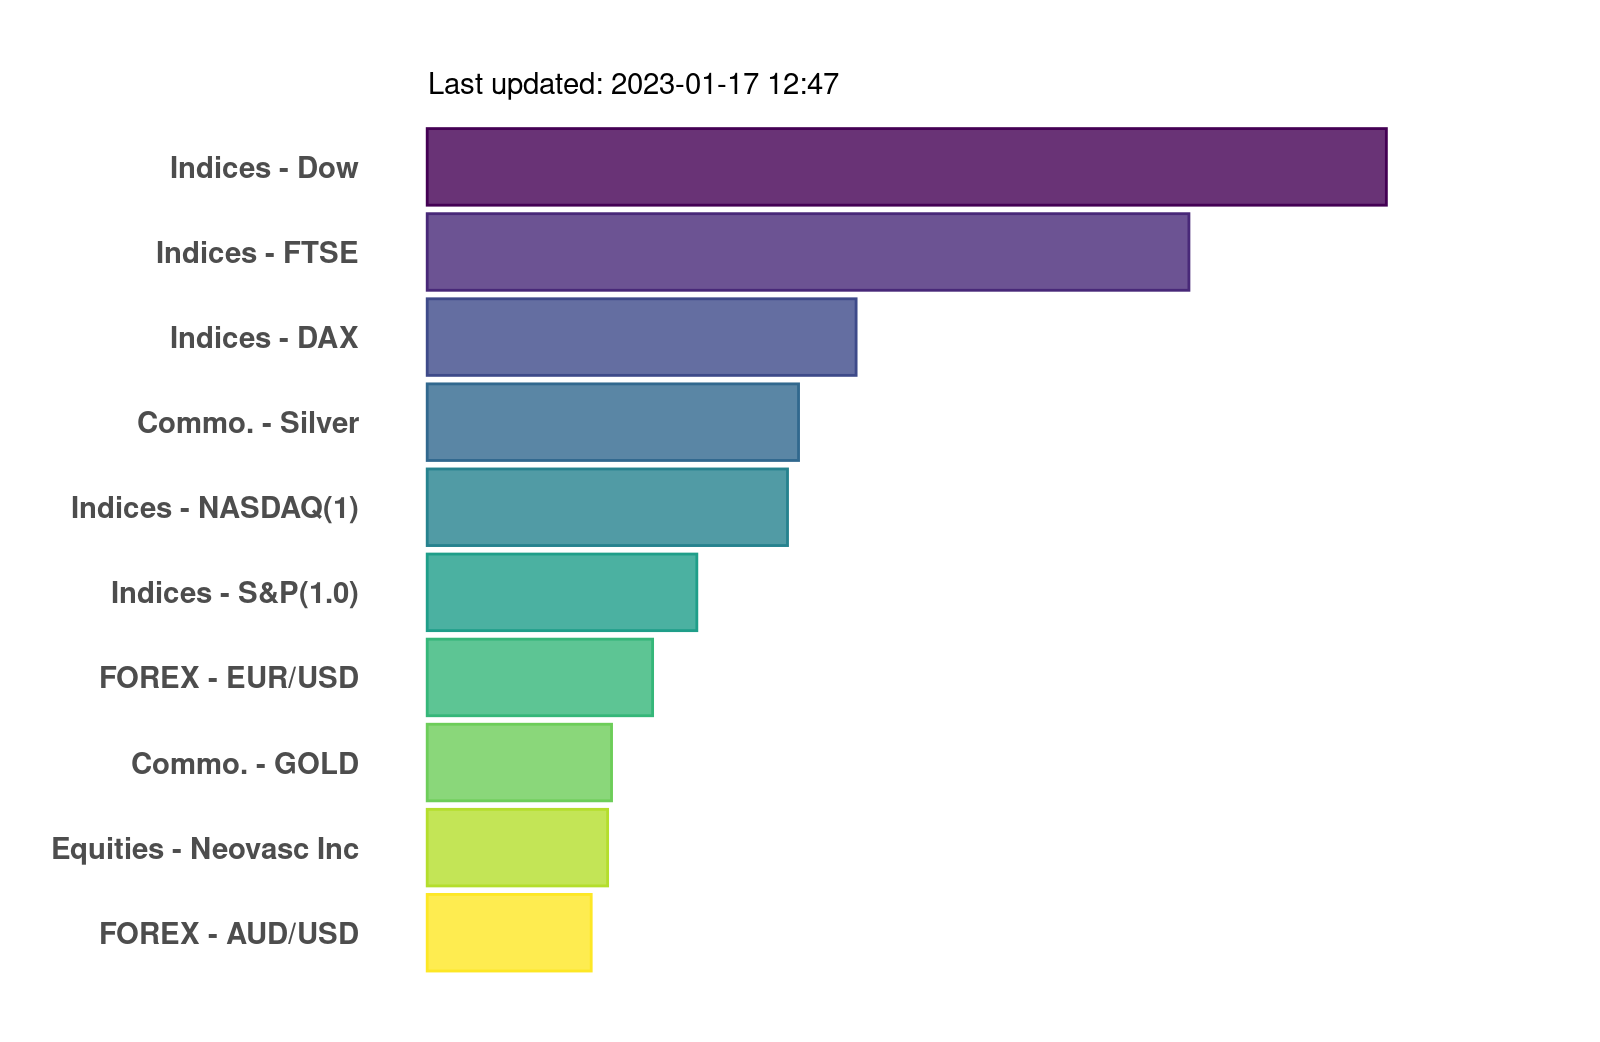 Last updated: 2023-01-17 12:47
Indices - Dow
Indices - FTSE
Indices - DAX
Commo. - Silver
Indices - NASDAQ(1)
Indices - S&P(1.0)
FOREX - EUR/USD
Commo. - GOLD
Equities - Neovasc Inc
FOREX - AUD/USD